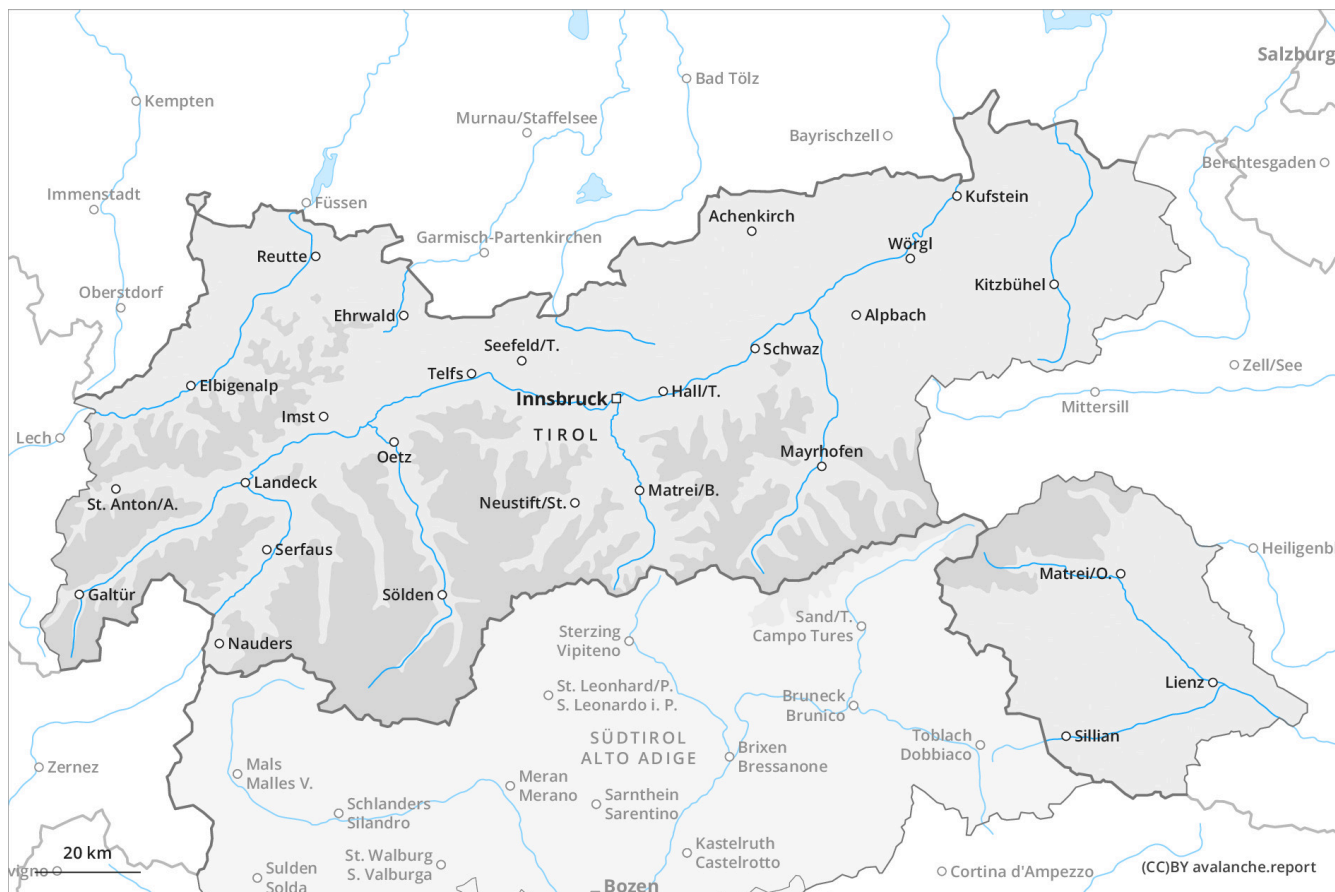 Salzburg
Bad Tölz
Kempten
Murnau/Staffelsee
Bayrischzell
Berchtesgaden
Immenstadt
Füssen
Kufstein
Achenkirch
Garmisch-Partenkirchen
Wörgl
Reutte
Kitzbühel
Oberstdorf
Ehrwald
Alpbach
Seefeld/T.
Schwaz
Zell/See
Telfs
Elbigenalp
Hall/T.
Innsbruck
Mittersill
Imst
TIROL
Lech
Oetz
Mayrhofen
Landeck
St. Anton/A.
Neustift/St.
Matrei/B.
Serfaus
Heiligenb
Matrei/O.
Galtür
Sölden
Sand/T.
Campo Tures
Sterzing
Vipiteno
Nauders
Lienz
St. Leonhard/P.
S. Leonardo i. P.
Bruneck
Brunico
Sillian
SÜDTIROL
ALTO ADIGE
Toblach
Dobbiaco
Brixen
Bressanone
Zernez
Mals
Malles V.
Meran
Merano
Schlanders
Silandro
Sarnthein
Sarentino
Kastelruth
Castelrotto
20 km
St. Walburg
S. Valburga
vigno
Sulden
Solda
Cortina d'Ampezzo
(CC)BY avalanche.report
Bozen